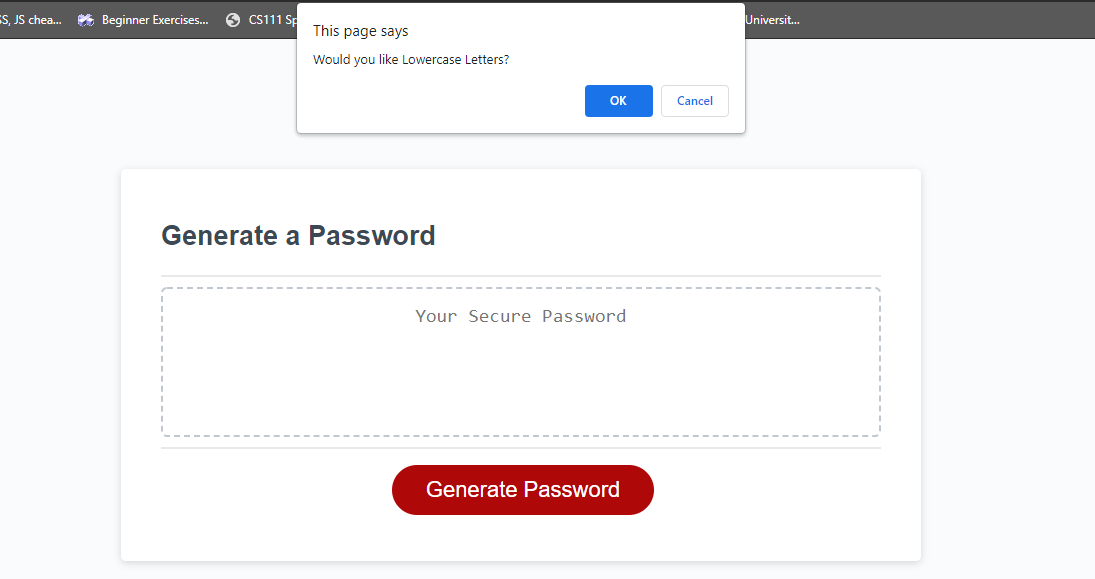 SS, JS chea... Beginner Exercises... CS111 Sp Universit...
This page says
Would you like Lowercase Letters?
OK Cancel
Generate a Password
Your Secure Password
Generate Password